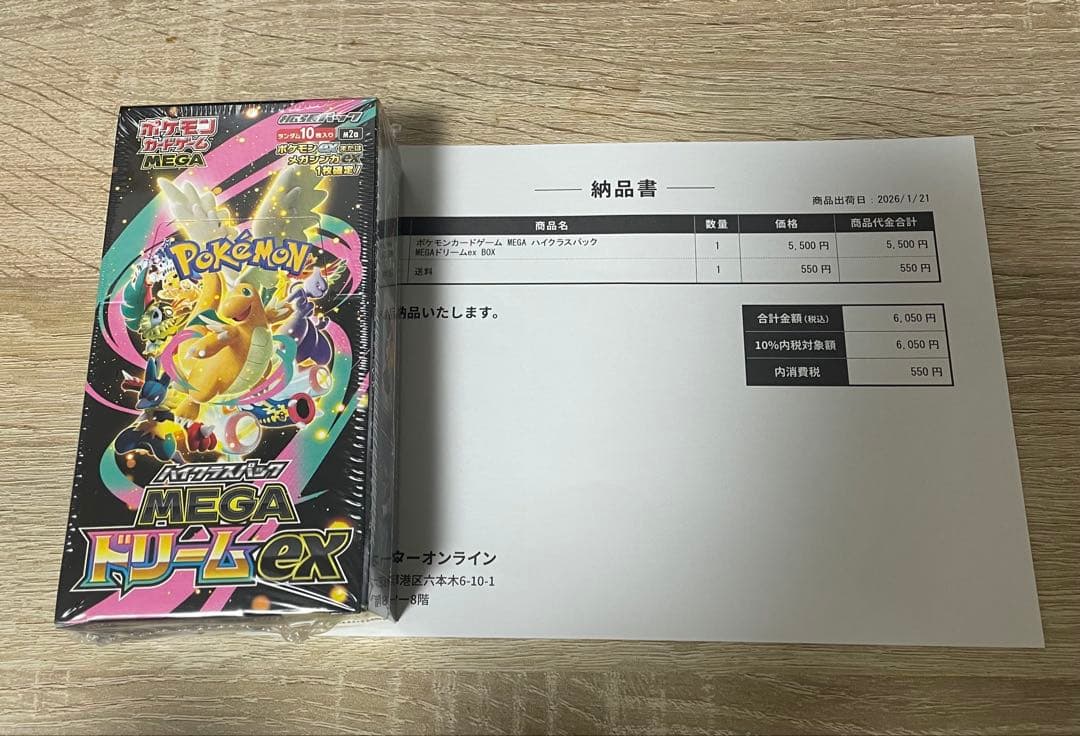 ポケモン
カードゲーム
MEGA
拡張パック
ランダム10枚入り
M2a
ポケモンexまたは
メガシンカex
1枚確定!
POKÉMON
ハイクラスパック
MEGA
ドリームex
納品書
商品出荷日:2026/1/21
商品名 数量 価格 商品代金合計
ポケモンカードゲーム MEGA ハイクラスパック
MEGAドリームex BOX 1 5,500円 5,500円
送料 1 550円 550円
納品いたします。
合計金額(税込) 6,050円
10%内税対象額 6,050円
内消費税 550円
ターオンライン
港区六本木6-10-1
8階